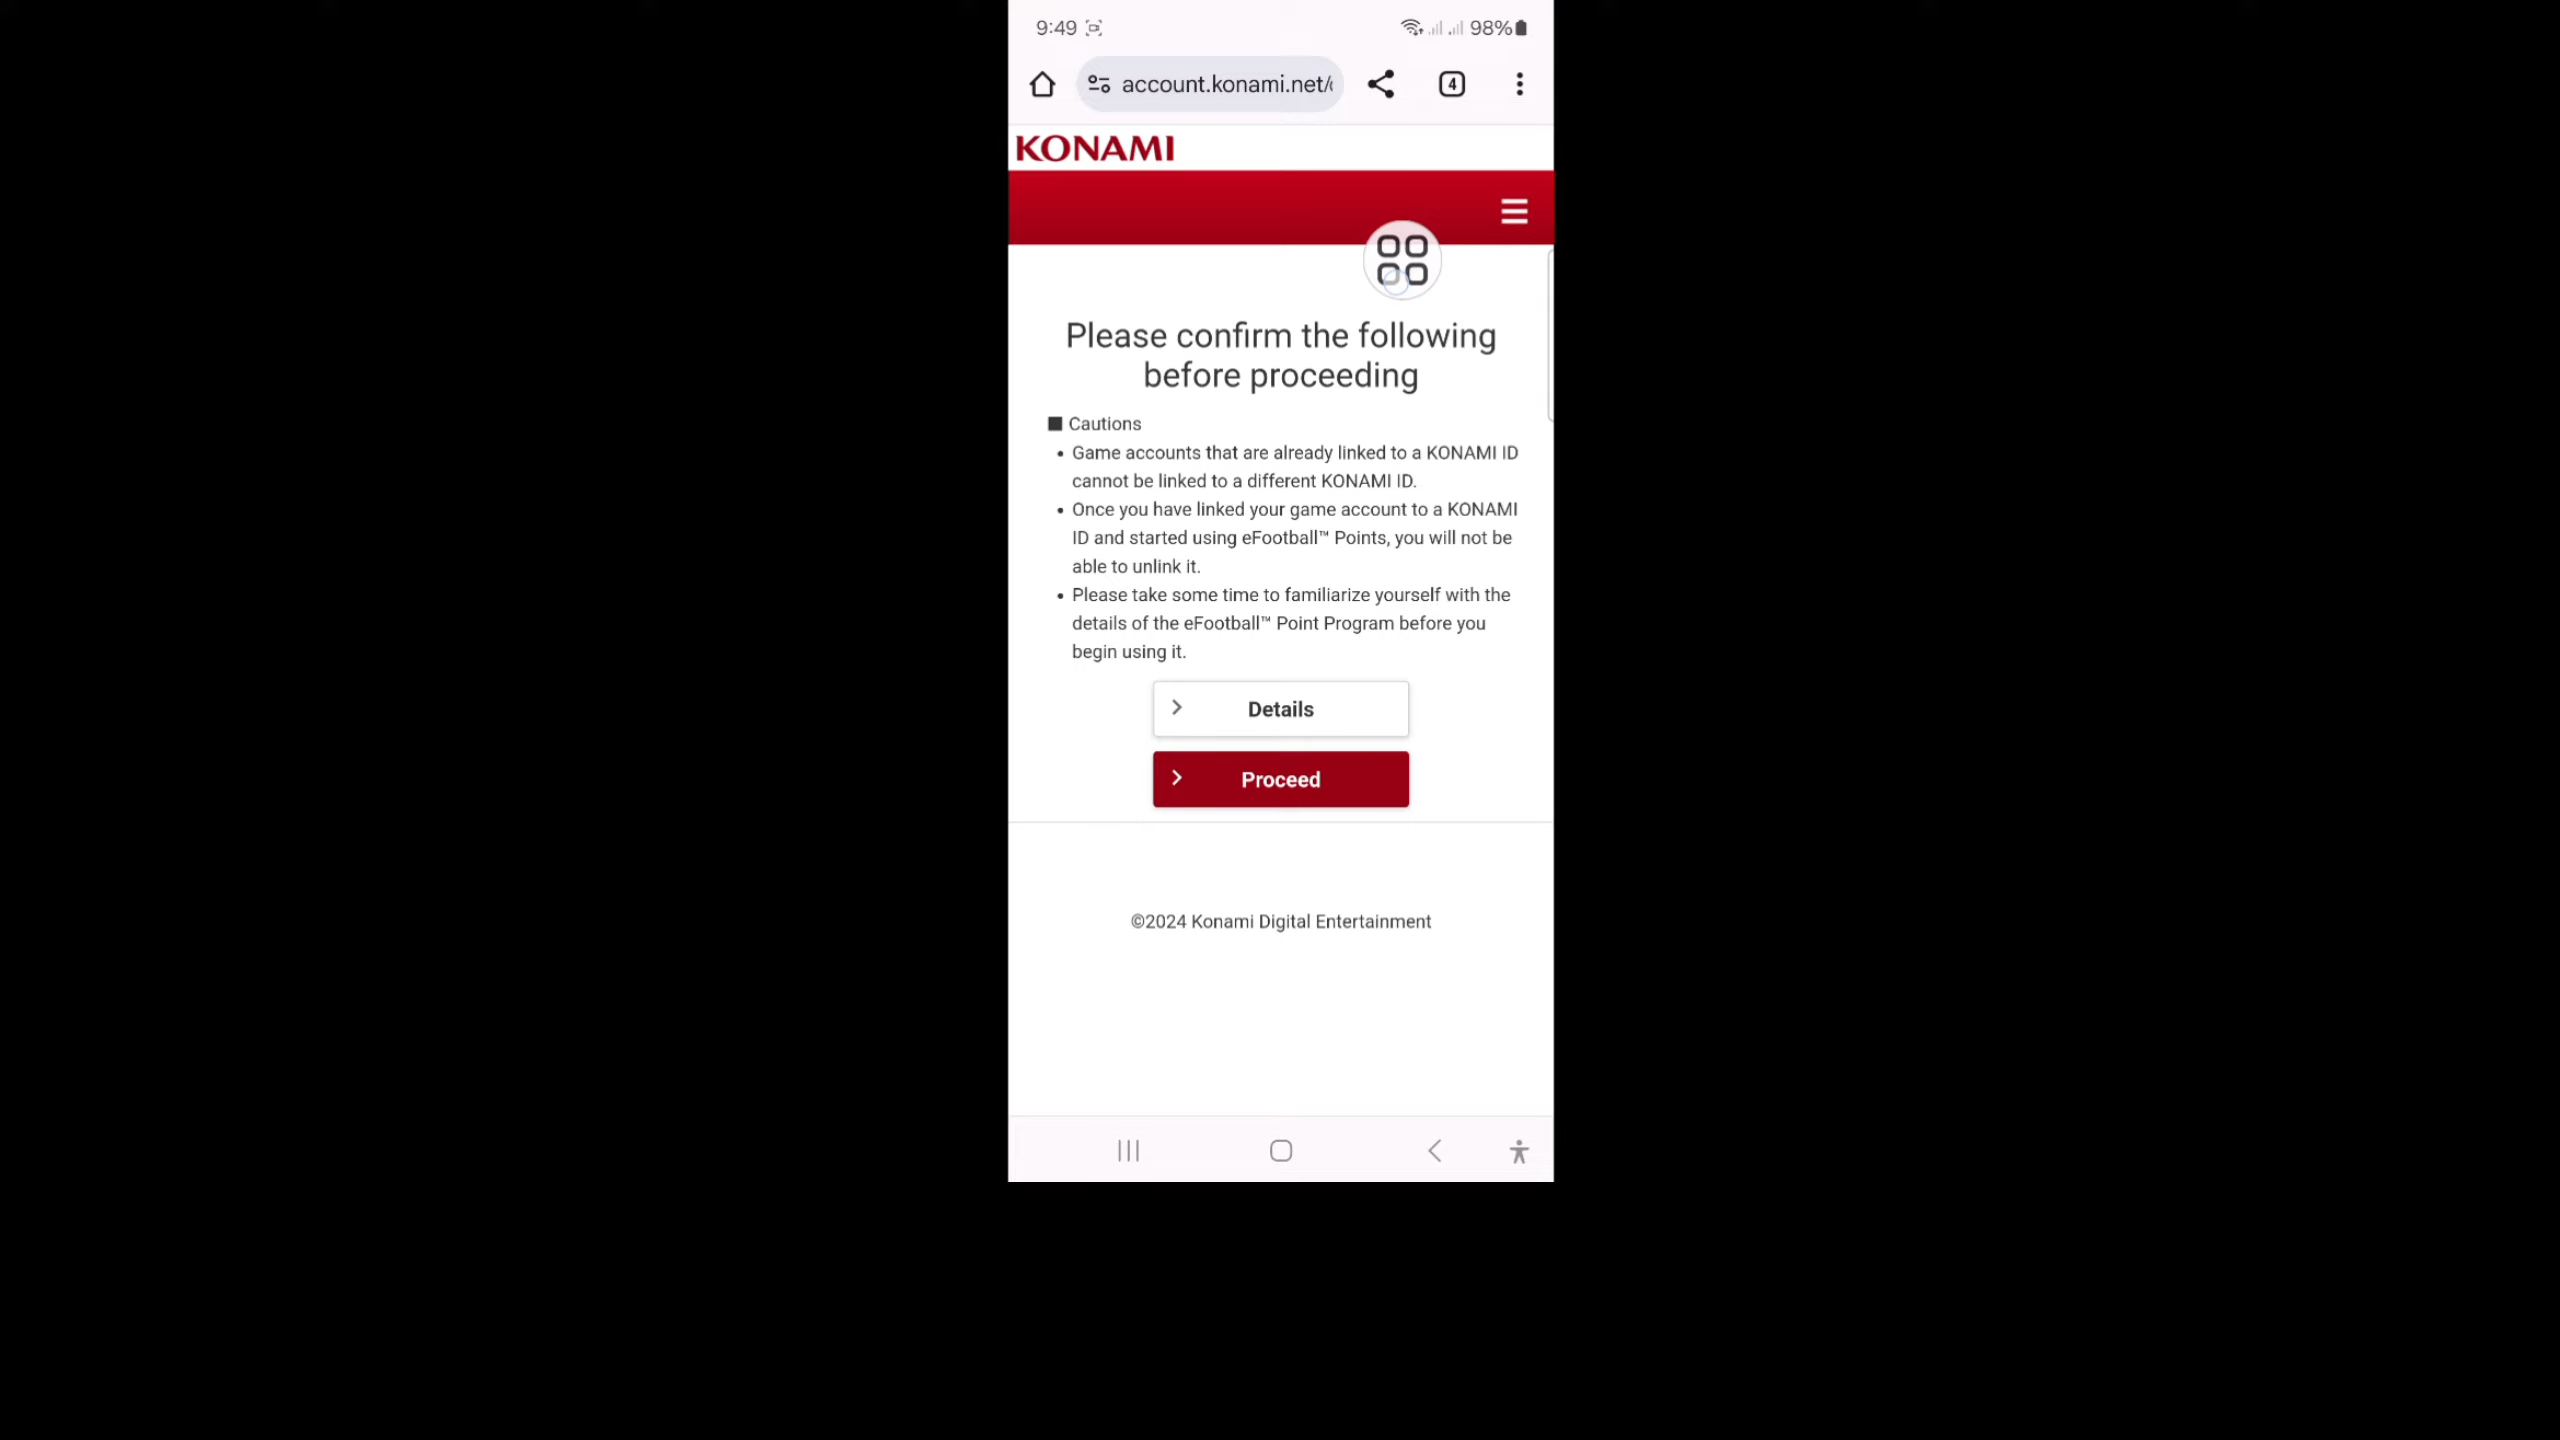 9:49 98%
account.konami.net/ 4
KONAMI
Please confirm the following
before proceeding
■ Cautions
• Game accounts that are already linked to a KONAMI ID
cannot be linked to a different KONAMI ID.
• Once you have linked your game account to a KONAMI
ID and started using eFootball™ Points, you will not be
able to unlink it.
• Please take some time to familiarize yourself with the
details of the eFootball™ Point Program before you
begin using it.
Details
Proceed
©2024 Konami Digital Entertainment